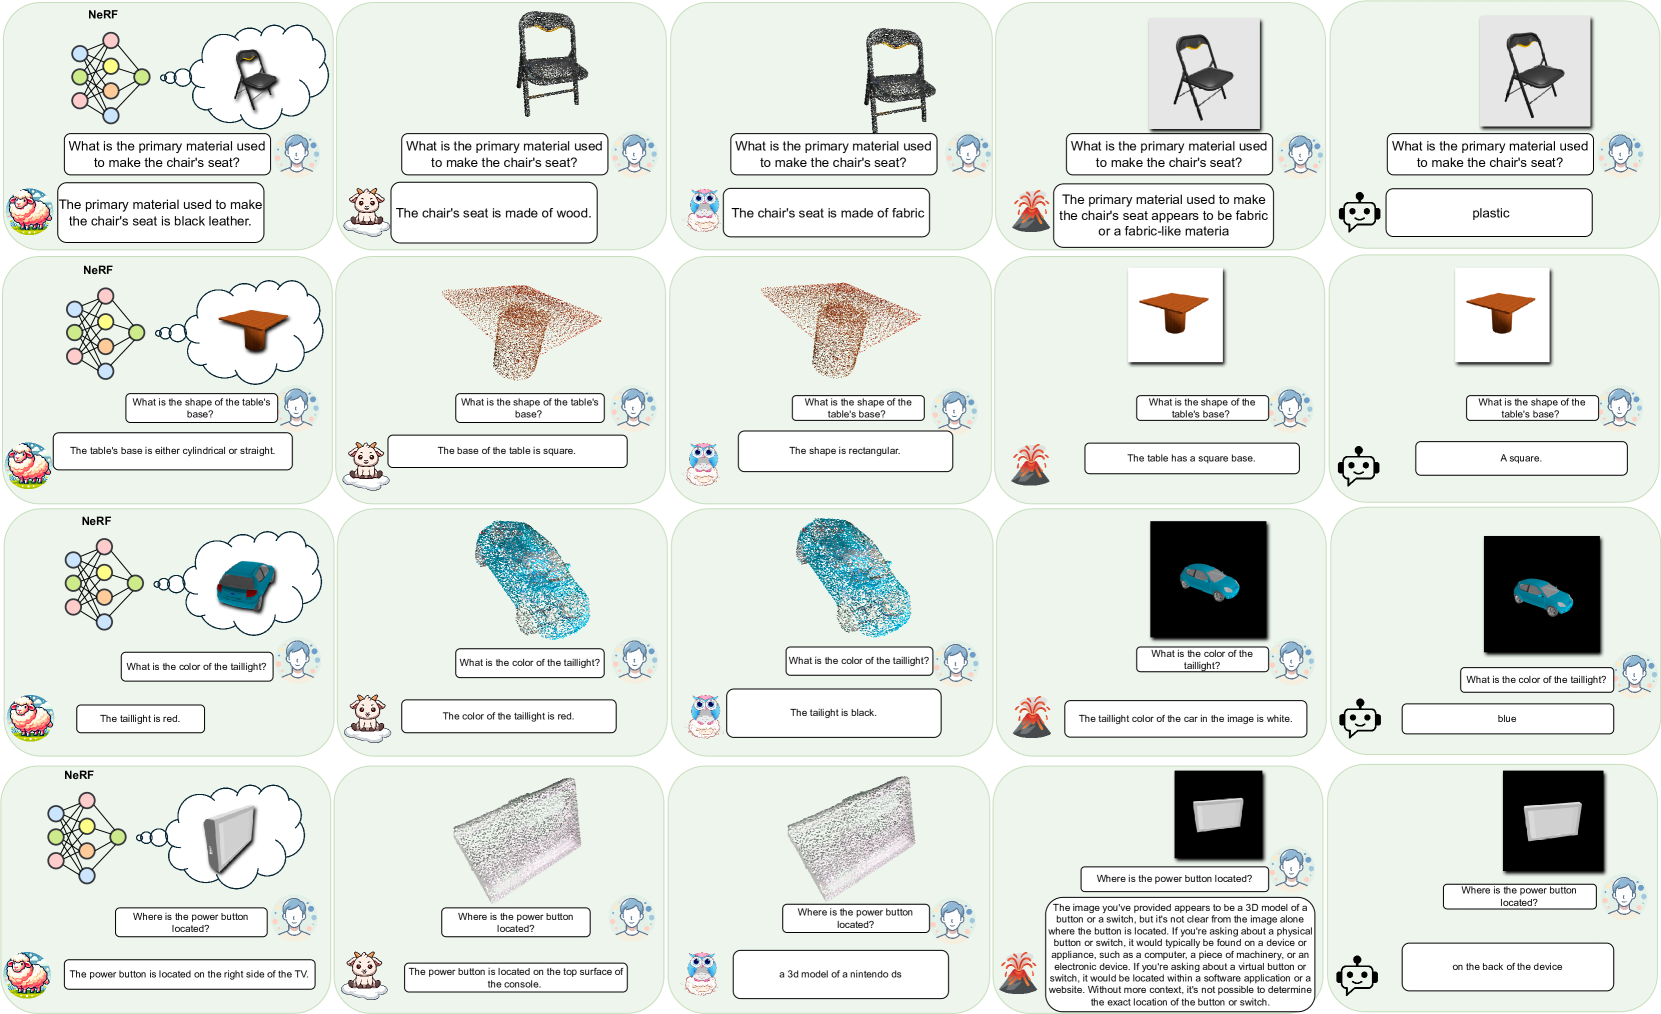 NeRF
What is the primary material used
to make the chair's seat?
The primary material used to make
the chair's seat is black leather.
What is the primary material used
to make the chair's seat?
The chair's seat is made of wood.
What is the primary material used
to make the chair's seat?
The chair's seat is made of fabric
What is the primary material used
to make the chair's seat?
The primary material used to make
the chair's seat appears to be fabric
or a fabric-like materia
What is the primary material used
to make the chair's seat?
plastic
NeRF
What is the shape of the table's
base?
The table's base is either cylindrical or straight.
What is the shape of the table's
base?
The base of the table is square.
What is the shape of the
table's base?
The shape is rectangular.
What is the shape of the
table's base?
The table has a square base.
What is the shape of the
table's base?
A square.
NeRF
What is the color of the taillight?
The taillight is red.
What is the color of the taillight?
The color of the taillight is red.
What is the color of the taillight?
The tailight is black.
What is the color of the
taillight?
The taillight color of the car in the image is white.
What is the color of the taillight?
blue
NeRF
Where is the power button
located?
The power button is located on the right side of the TV.
Where is the power button
located?
The power button is located on the top surface of
the console.
Where is the power button
located?
a 3d model of a nintendo ds
Where is the power button located?
The image you've provided appears to be a 3D model of a
button or a switch, but it's not clear from the image alone
where the button is located. If you're asking about a physical
button or switch, it would typically be found on a device or
appliance, such as a computer, a piece of machinery, or an
electronic device. If you're asking about a virtual button or
switch, it would be located within a software application or a
website. Without more context, it's not possible to determine
the exact location of the button or switch.
Where is the power button
located?
on the back of the device